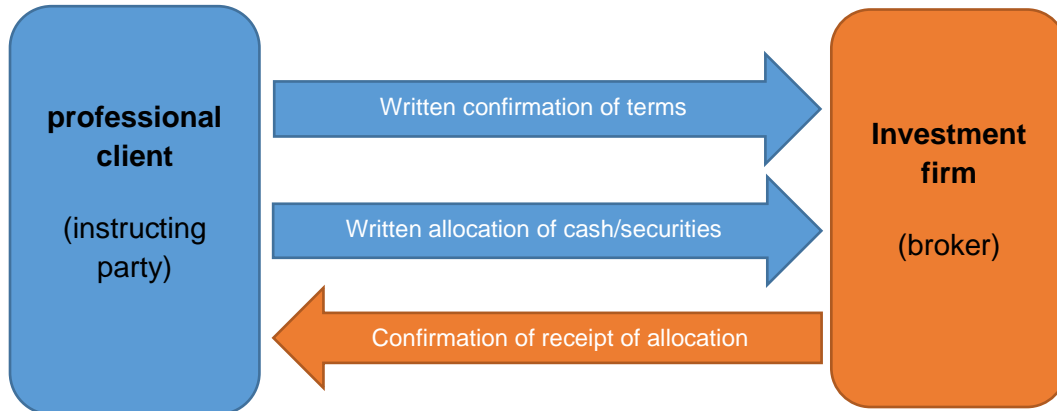 professional
client
(instructing
party)
Written confirmation of terms
Written allocation of cash/securities
Confirmation of receipt of allocation
Investment
firm
(broker)